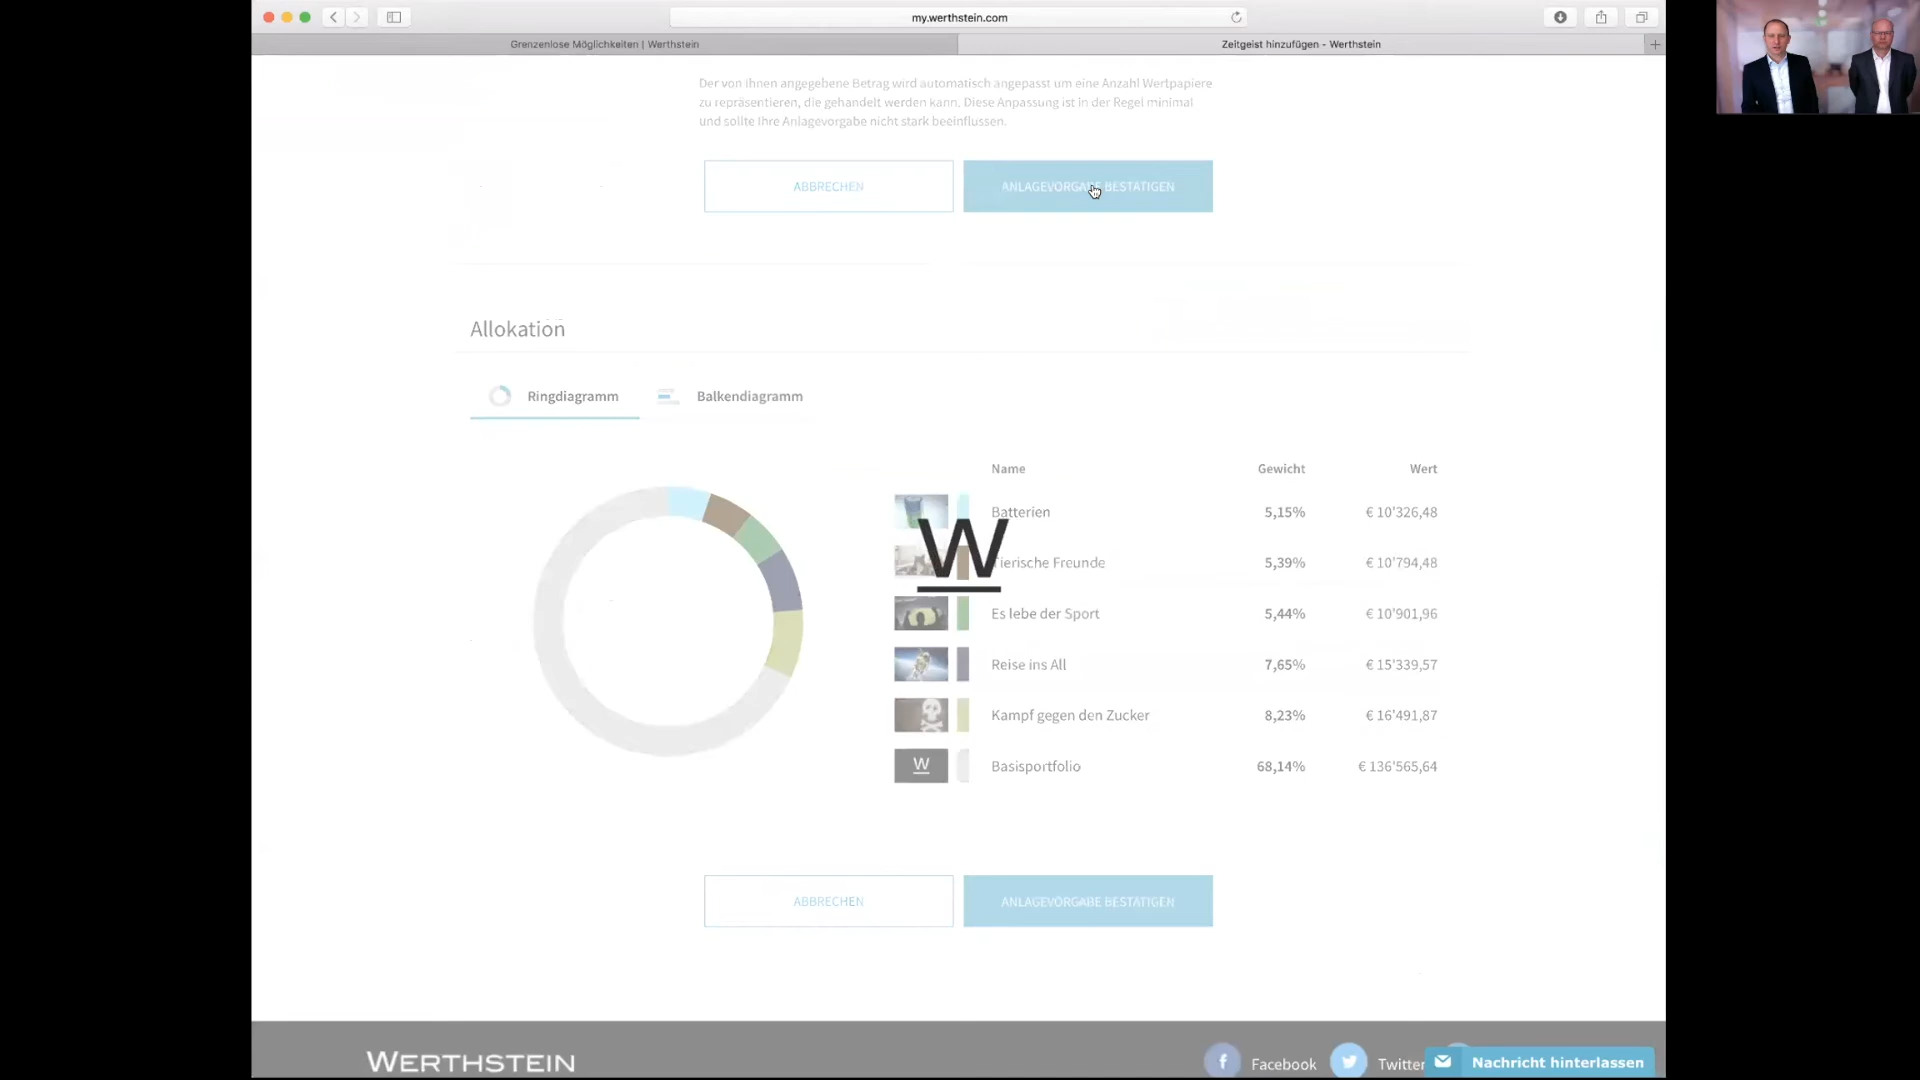 my.werthstein.com
Grenzenlose Möglichkeiten | Werthstein
Zeitgeist hinzufügen - Werthstein
Der von Ihnen angegebene Betrag wird automatisch angepasst um eine Anzahl Wertpapiere
zu repräsentieren, die gehandelt werden kann. Diese Anpassung ist in der Regel minimal
und sollte Ihre Anlagevorgabe nicht stark beeinflussen.
ABBRECHEN ANLAGEVORGABE BESTÄTIGEN
Allokation
Ringdiagramm Balkendiagramm
Name Gewicht Wert
Batterien 5,15% € 10'326,48
Tierische Freunde 5,39% € 10'794,48
Es lebe der Sport 5,44% € 10'901,96
Reise ins All 7,65% € 15'339,57
Kampf gegen den Zucker 8,23% € 16'491,87
W Basisportfolio 68,14% € 136'565,64
W
ABBRECHEN ANLAGEVORGABE BESTÄTIGEN
WERTHSTEIN
f Facebook Twitter Nachricht hinterlassen